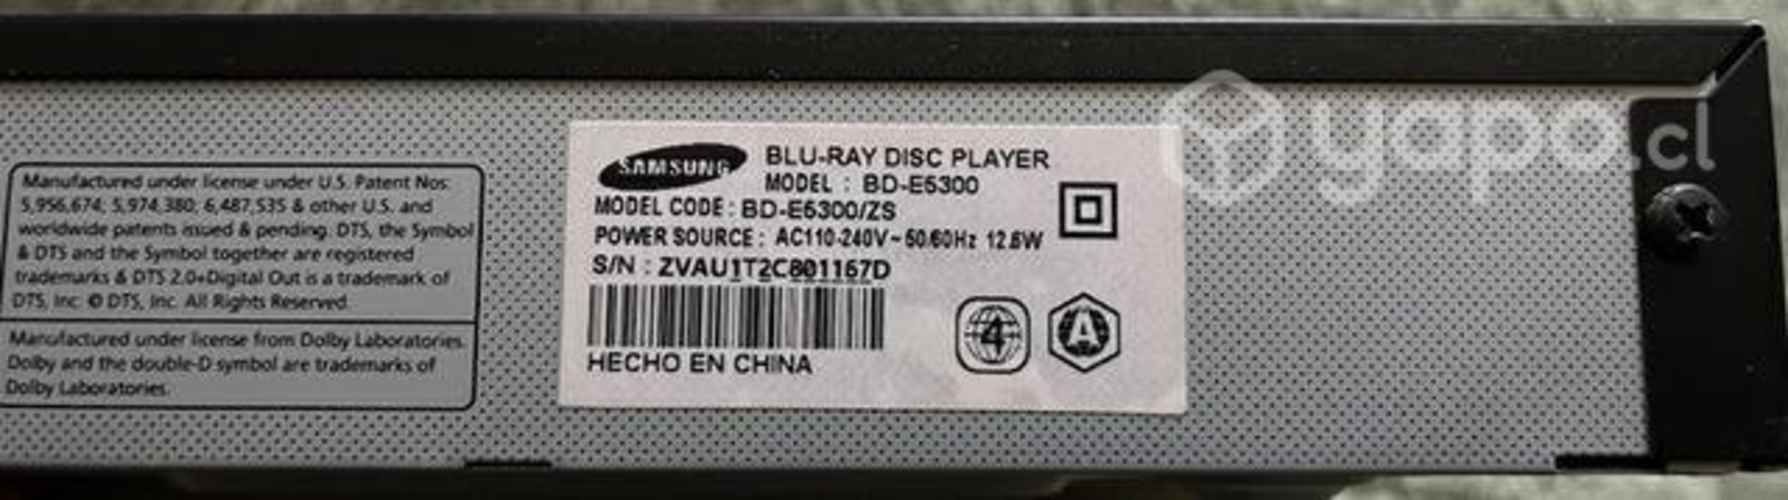 Manufactured under license under U.S. Patent Nos:
5,956,674; 5,974,380; 6,487,535 & other U.S. and
worldwide patents issued & pending. DTS, the Symbol
& DTS and the Symbol together are registered
trademarks & DTS 2.0+Digital Out is a trademark of
DTS, Inc. © DTS, Inc. All Rights Reserved.
Manufactured under license from Dolby Laboratories.
Dolby and the double-D symbol are trademarks of
Dolby Laboratories.
SAMSUNG
BLU-RAY DISC PLAYER
MODEL : BD-E5300
MODEL CODE : BD-E5300/ZS
POWER SOURCE : AC110-240V~50/60Hz 12.5W
S/N : ZVAU1T2C801167D
HECHO EN CHINA
4
A
yapo.cl